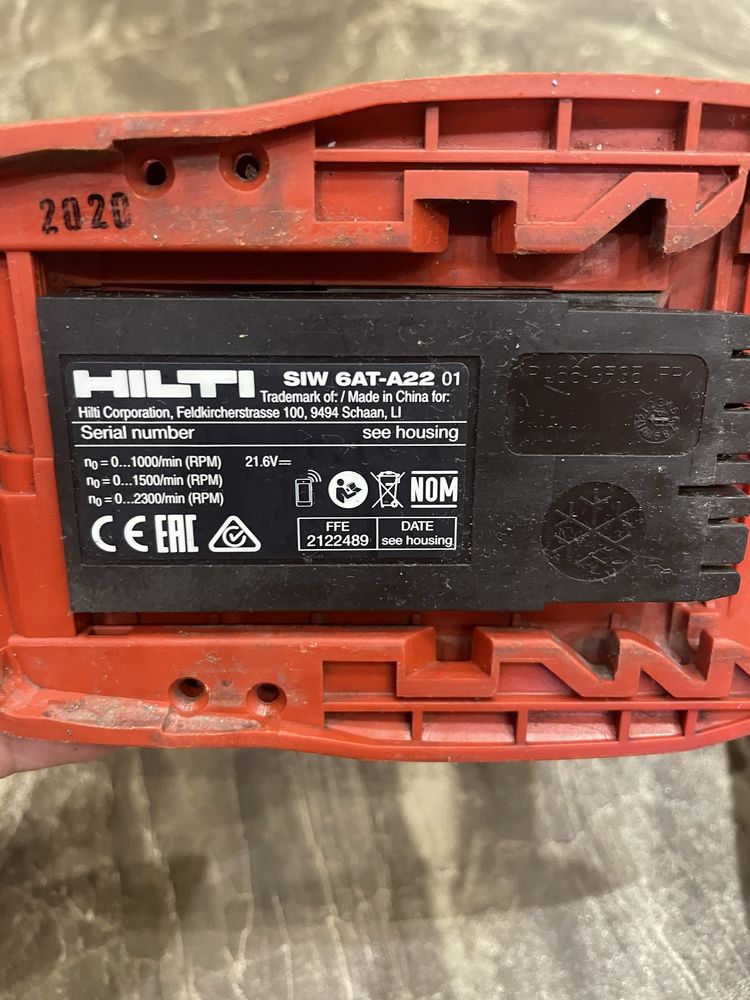 2020
HILTI SIW 6AT-A22 01
Trademark of: / Made in China for:
Hilti Corporation, Feldkircherstrasse 100, 9494 Schaan, LI
Serial number see housing
n0 = 0...1000/min (RPM) 21.6V⎓
n0 = 0...1500/min (RPM)
n0 = 0...2300/min (RPM)
NOM
CE EAC
FFE DATE
2122489 see housing